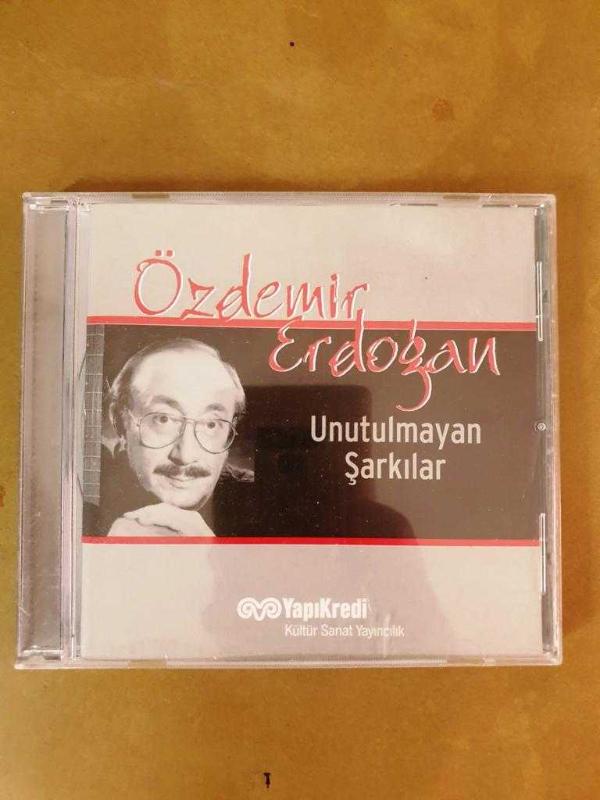 Özdemir
Erdoğan
Unutulmayan
Şarkılar
YapıKredi
Kültür Sanat Yayıncılık